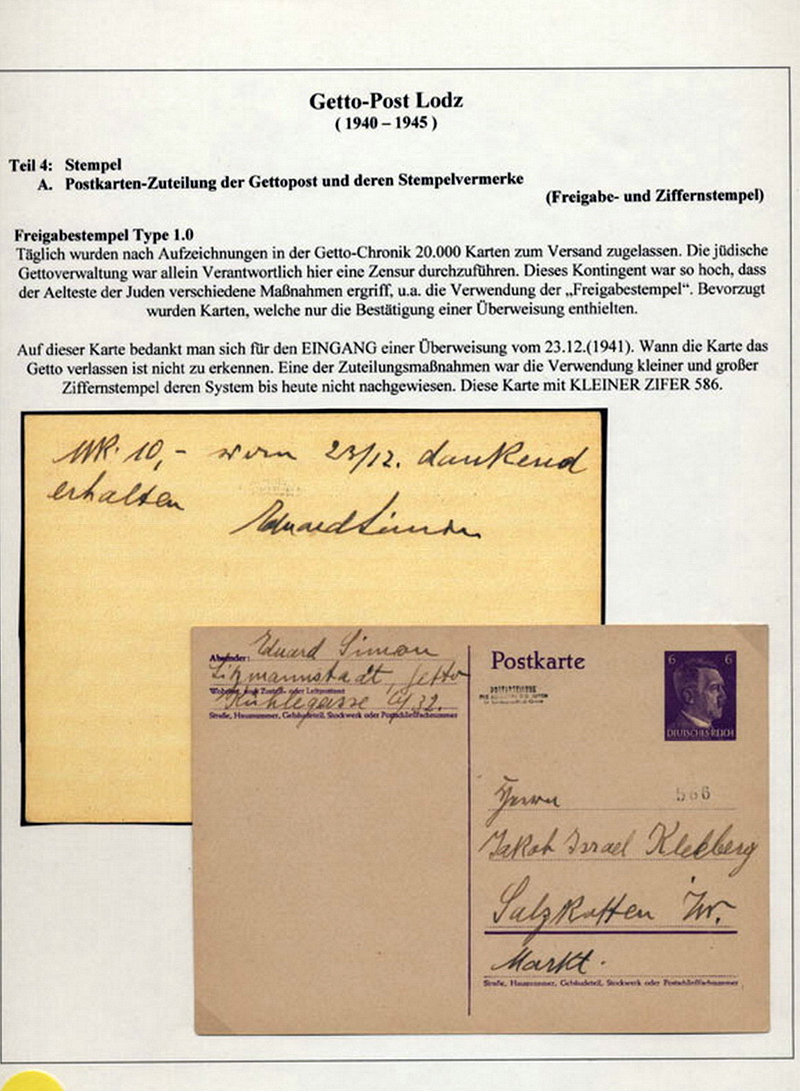 Getto-Post Lodz
( 1940 – 1945 )
Teil 4: Stempel
A. Postkarten-Zuteilung der Gettopost und deren Stempelvermerke
(Freigabe- und Ziffernstempel)
Freigabestempel Type 1.0
Täglich wurden nach Aufzeichnungen in der Getto-Chronik 20.000 Karten zum Versand zugelassen. Die jüdische
Gettoverwaltung war allein Verantwortlich hier eine Zensur durchzuführen. Dieses Kontingent war so hoch, dass
der Aelteste der Juden verschiedene Maßnahmen ergriff, u.a. die Verwendung der „Freigabestempel“. Bevorzugt
wurden Karten, welche nur die Bestätigung einer Überweisung enthielten.
Auf dieser Karte bedankt man sich für den EINGANG einer Überweisung vom 23.12.(1941). Wann die Karte das
Getto verlassen ist nicht zu erkennen. Eine der Zuteilungsmaßnahmen war die Verwendung kleiner und großer
Ziffernstempel deren System bis heute nicht nachgewiesen. Diese Karte mit KLEINER ZIFER 586.
MK. 10,- vom 23/12. dankend
erhalten
Eduard Simon
Absender: Eduard Simon
Litzmannstadt, Getto
Wohnort, auch Zustell- oder Leitpostamt
32.
Straße, Hausnummer, Gebäudeteil, Stockwerk oder Postschließfachnummer
Postkarte
6 6
DEUTSCHES REICH
586
Herrn
Jakob Israel Kleeberg
Salzkotten i/w.
Markt.
Straße, Hausnummer, Gebäudeteil, Stockwerk oder Postschließfachnummer